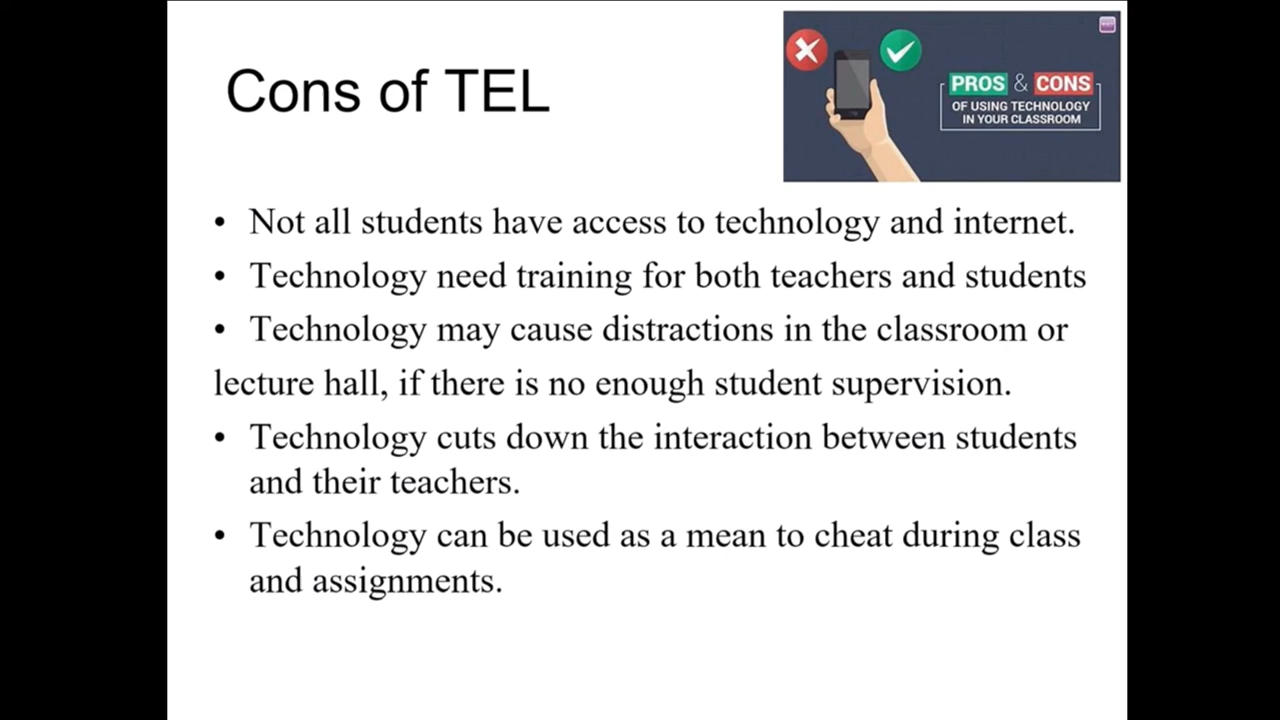 Cons of TEL
PROS & CONS
OF USING TECHNOLOGY
IN YOUR CLASSROOM
• Not all students have access to technology and internet.
• Technology need training for both teachers and students
• Technology may cause distractions in the classroom or
lecture hall, if there is no enough student supervision.
• Technology cuts down the interaction between students
and their teachers.
• Technology can be used as a mean to cheat during class
and assignments.